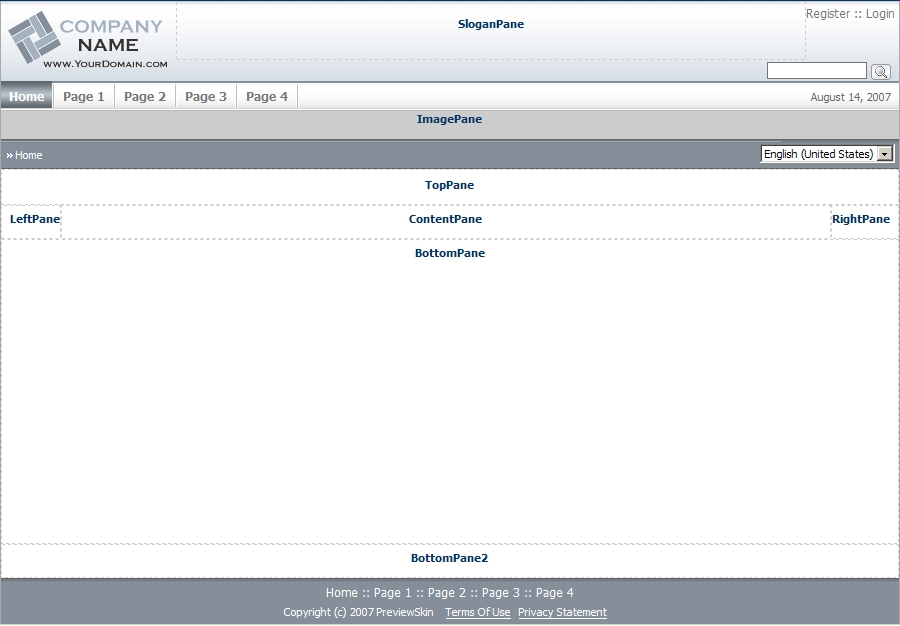 COMPANY
NAME
www.YourDomain.com
SloganPane
Register :: Login
Home Page 1 Page 2 Page 3 Page 4
August 14, 2007
ImagePane
» Home
English (United States)
TopPane
LeftPane ContentPane RightPane
BottomPane
BottomPane2
Home :: Page 1 :: Page 2 :: Page 3 :: Page 4
Copyright (c) 2007 PreviewSkin Terms Of Use Privacy Statement